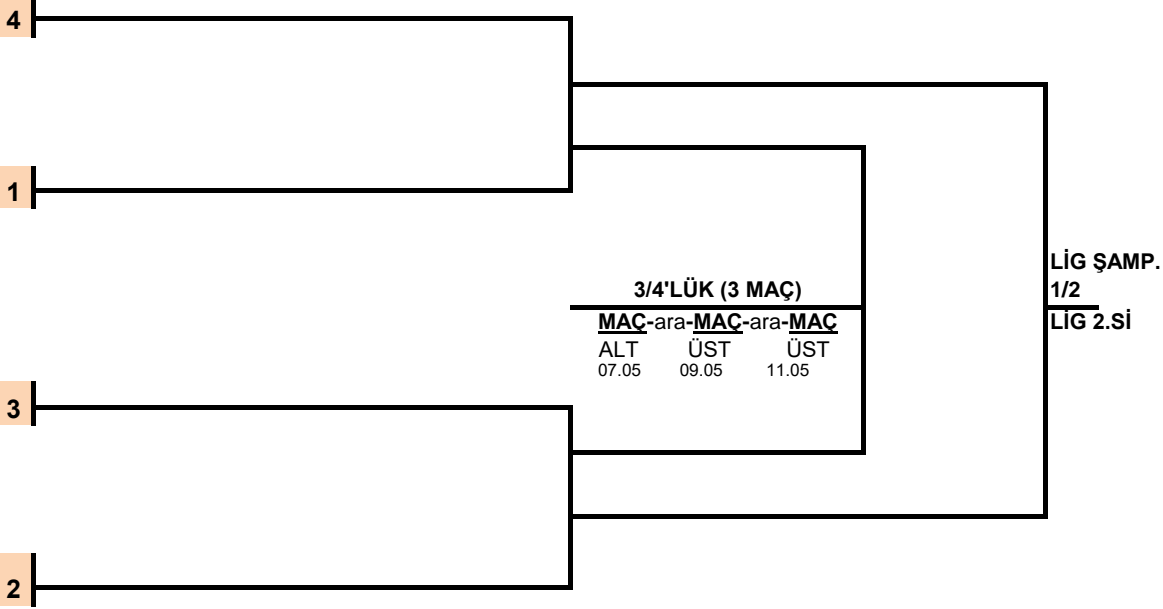 4
1
LİG ŞAMP.
3/4'LÜK (3 MAÇ)
1/2
MAÇ-ara-MAÇ-ara-MAÇ
LİG 2.Sİ
ALT ÜST ÜST
07.05 09.05 11.05
3
2